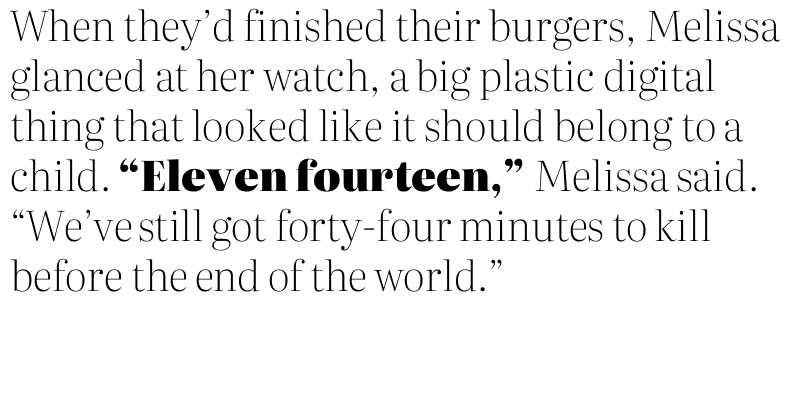 When they’d finished their burgers, Melissa
glanced at her watch, a big plastic digital
thing that looked like it should belong to a
child. “Eleven fourteen,” Melissa said.
“We’ve still got forty-four minutes to kill
before the end of the world.”